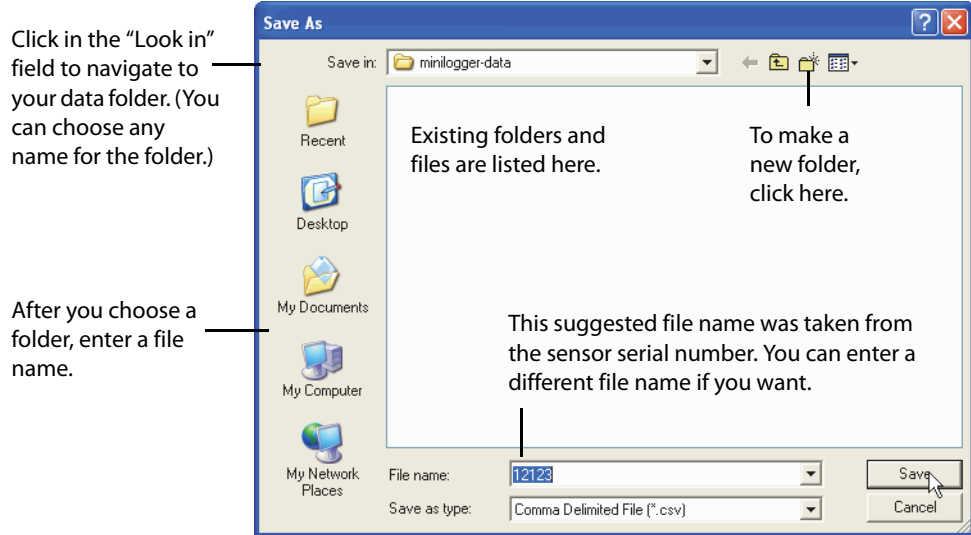 Save As
Click in the “Look in”
field to navigate to
your data folder. (You
can choose any
name for the folder.)
Save in:
minilogger-data
Recent
Existing folders and
files are listed here.
To make a
new folder,
click here.
Desktop
My Documents
After you choose a
folder, enter a file
name.
This suggested file name was taken from
the sensor serial number. You can enter a
different file name if you want.
My Computer
My Network
Places
File name:
12123
Save
Save as type:
Comma Delimited File (*.csv)
Cancel